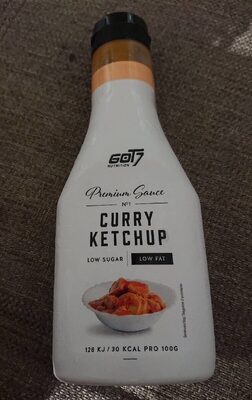 GOT7
NUTRITION
Premium Sauce
Nº1
CURRY
KETCHUP
LOW SUGAR LOW FAT
128 KJ / 30 KCAL PRO 100G